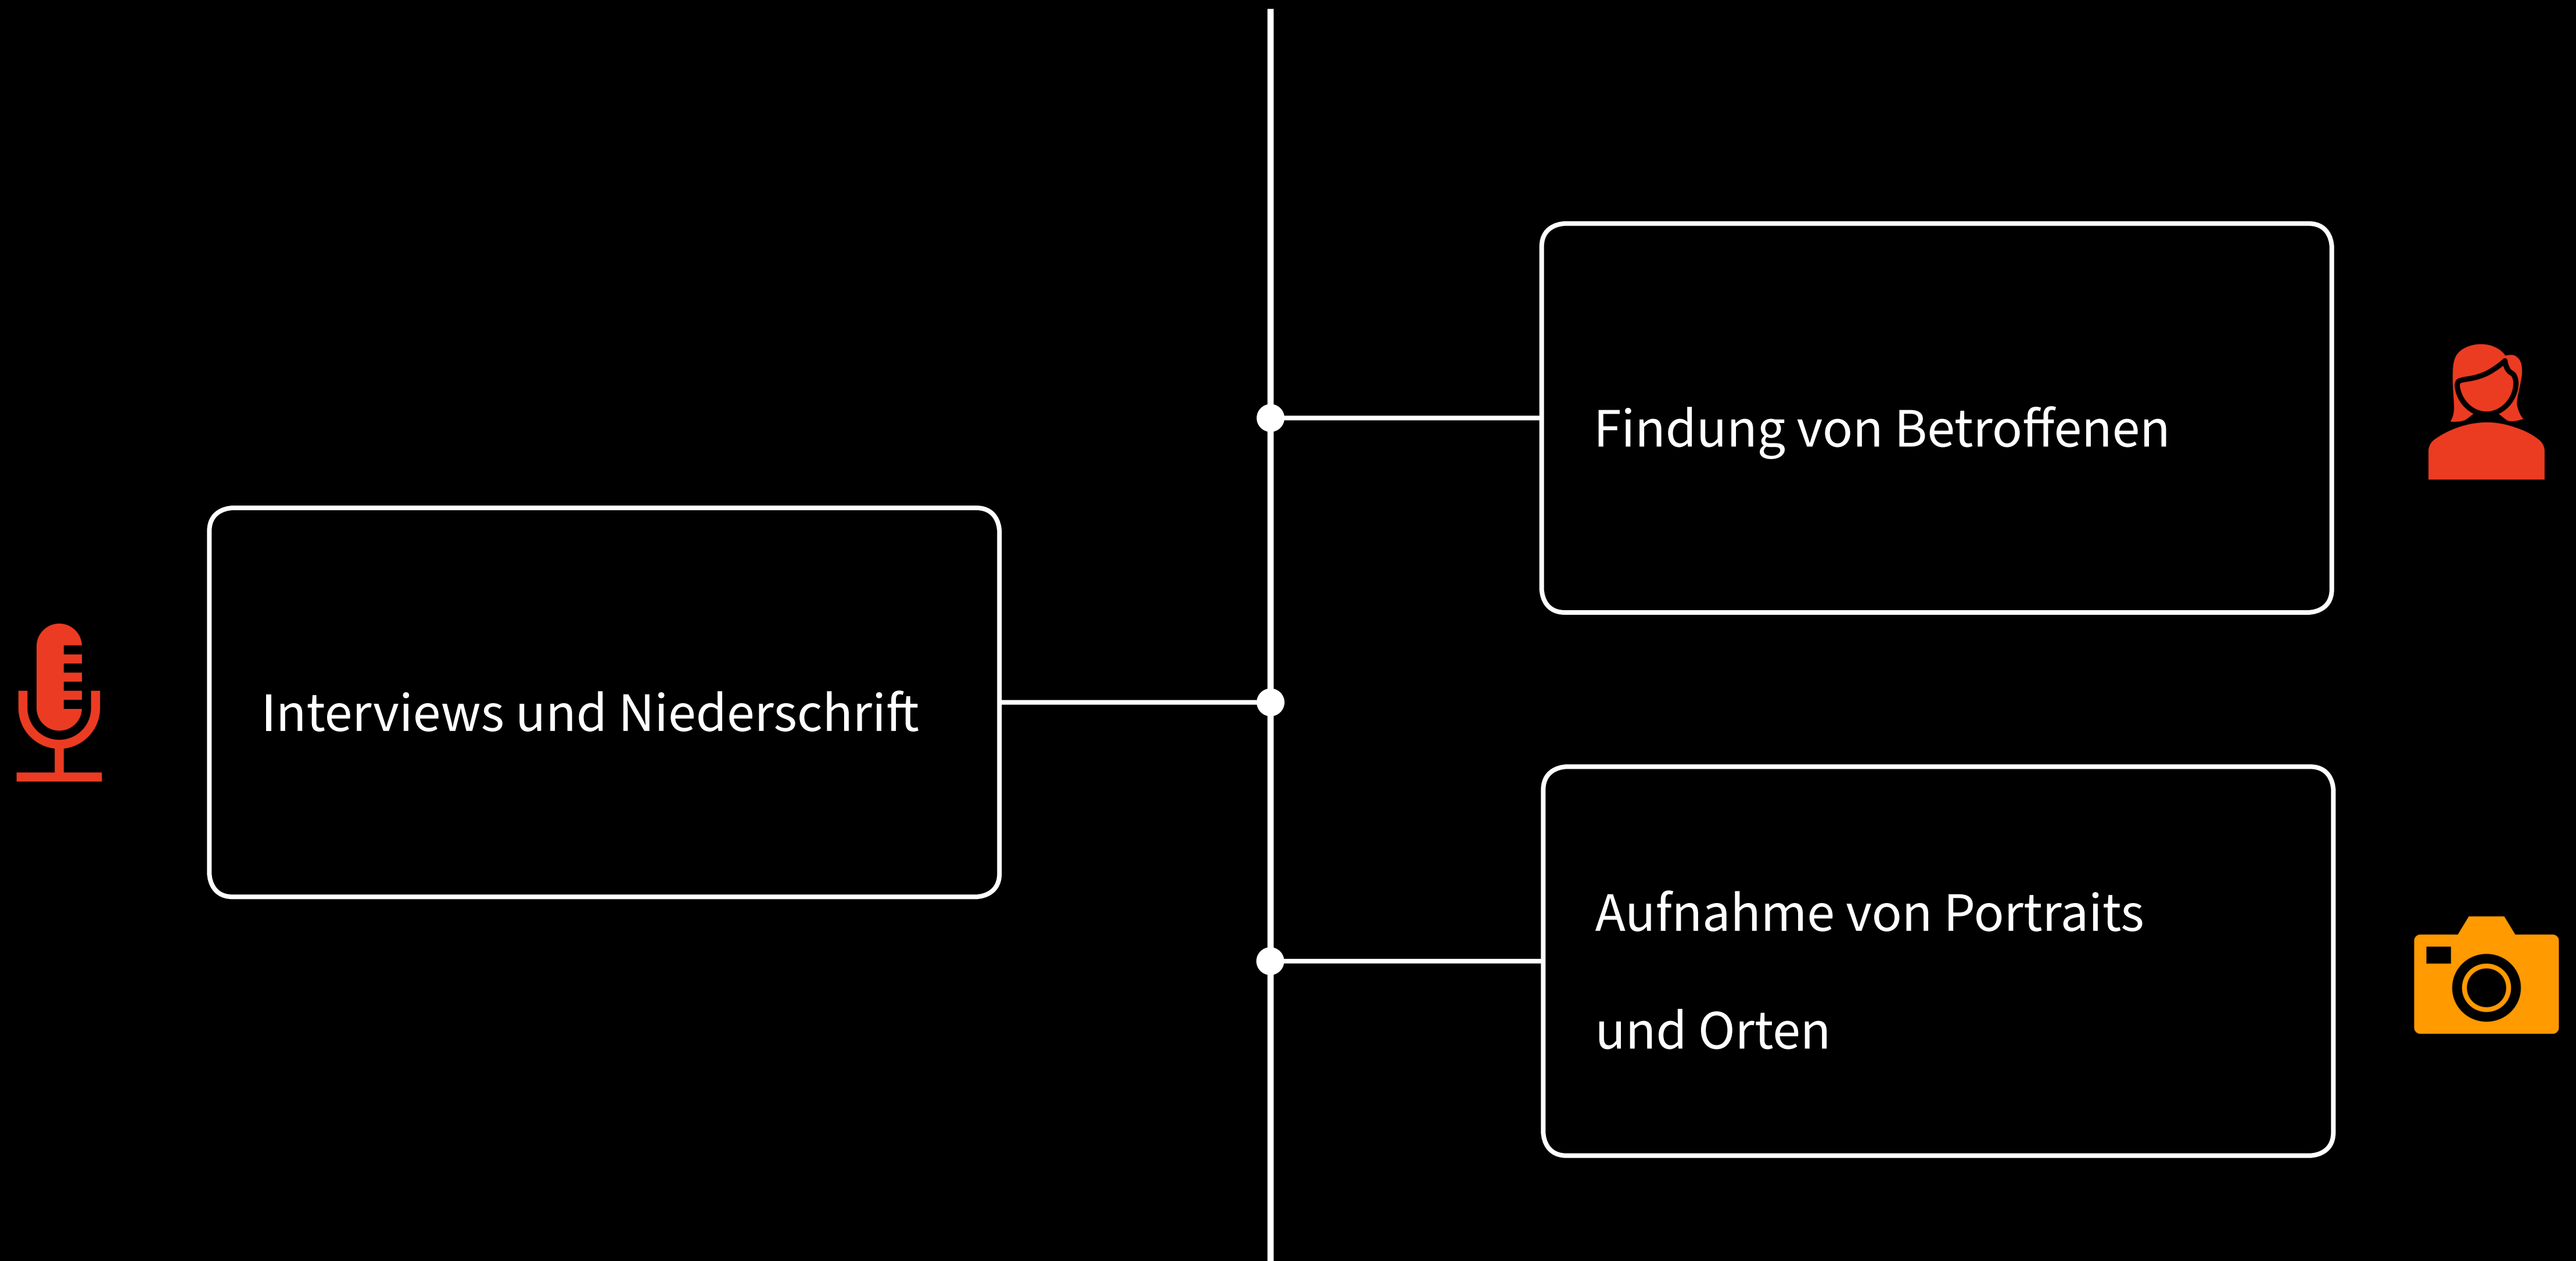 Findung von Betroffenen
Interviews und Niederschrift
Aufnahme von Portraits
und Orten